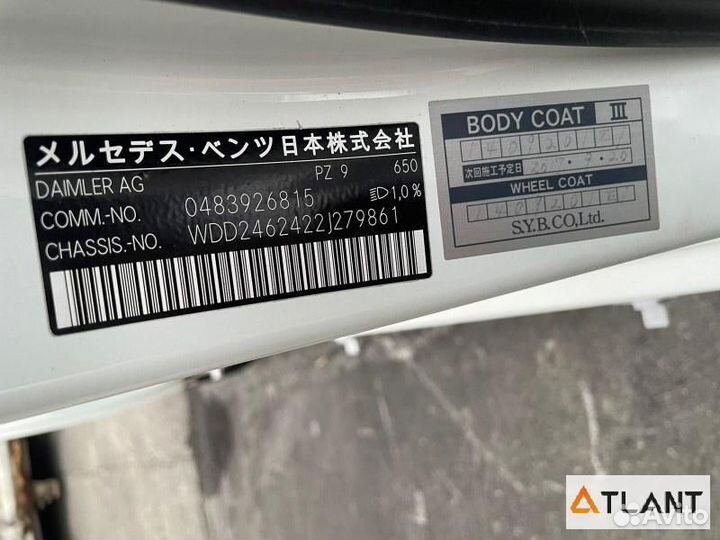 メルセデス・ベンツ日本株式会社
DAIMLER AG PZ 9 650
COMM.-NO. 0483926815 1,0%
CHASSIS.-NO. WDD2462422J279861
BODY COAT III
次回施工予定日
WHEEL COAT
S.Y.B.CO,Ltd.
ATLANT
Avito